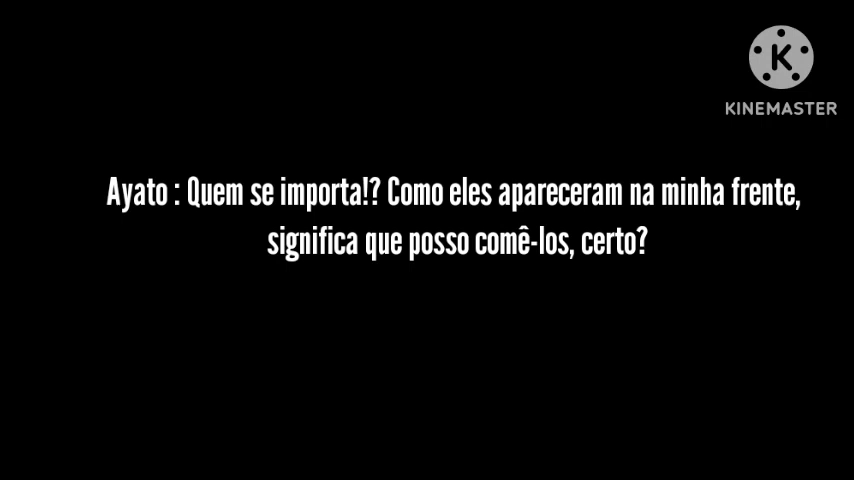 KINEMASTER
Ayato : Quem se importa!? Como eles apareceram na minha frente,
significa que posso comê-los, certo?